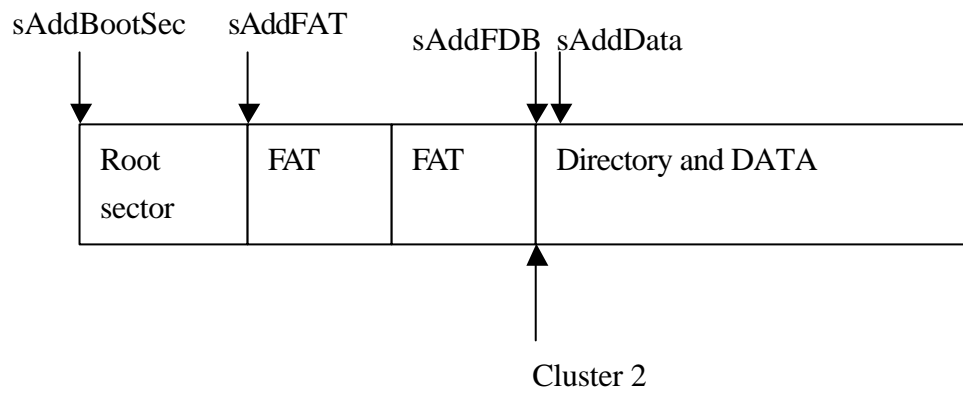 sAddBootSec sAddFAT sAddFDB sAddData
Root FAT FAT Directory and DATA
sector
Cluster 2